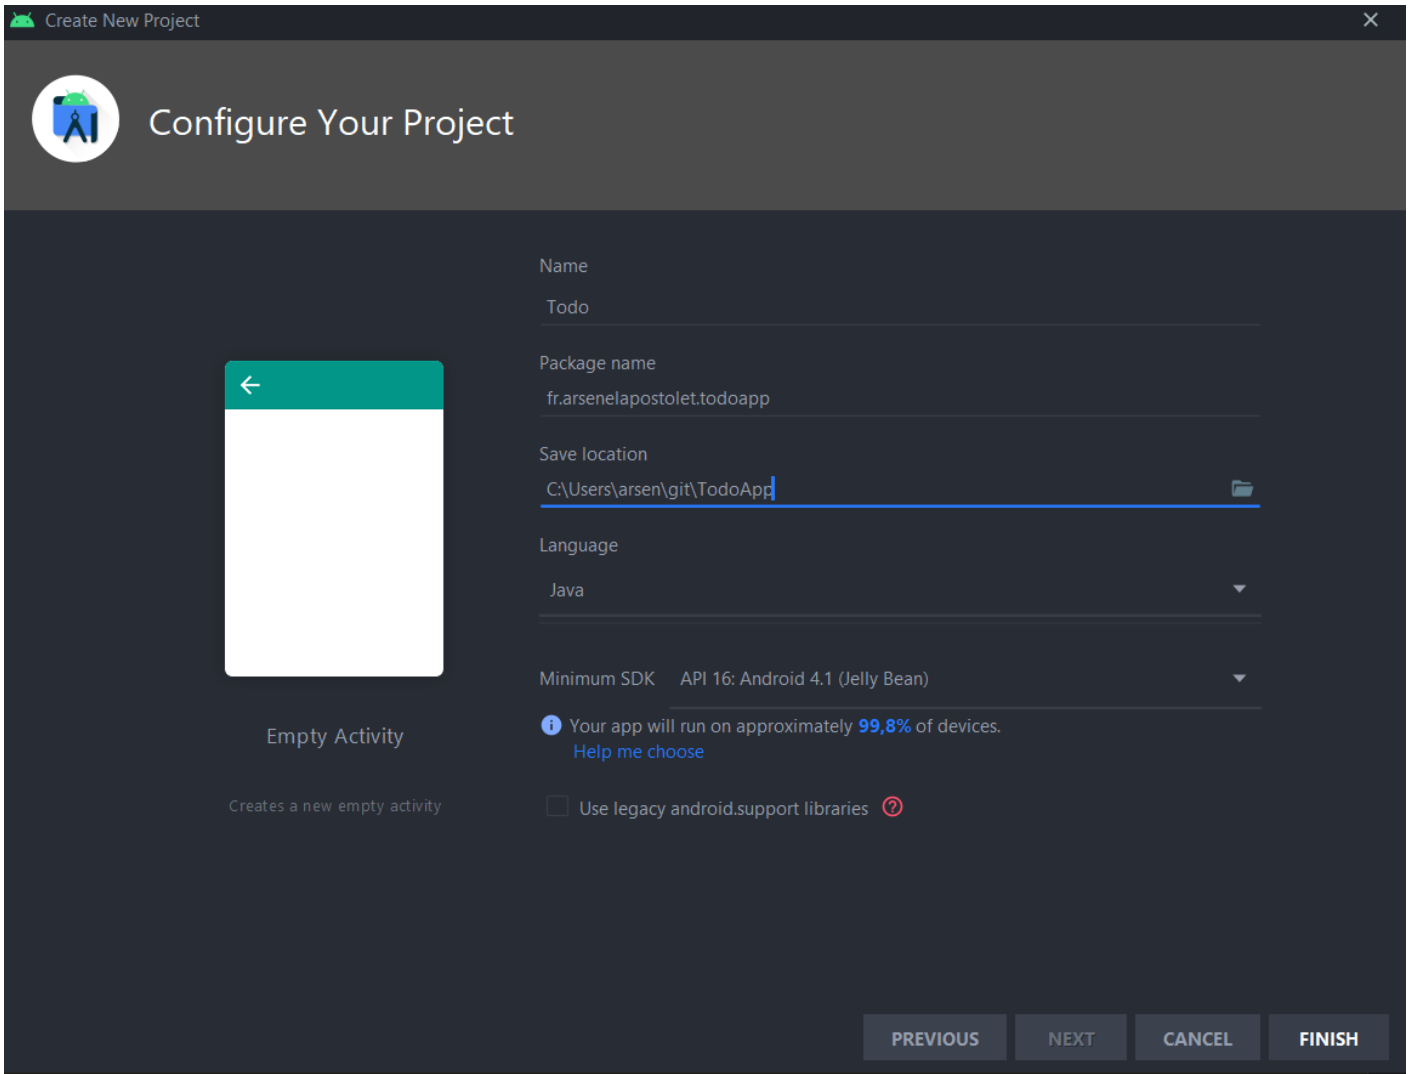 Create New Project
Configure Your Project
Name
Todo
Package name
fr.arsenelapostolet.todoapp
Save location
C:\Users\arsen\git\TodoApp
Language
Java
Minimum SDK API 16: Android 4.1 (Jelly Bean)
Your app will run on approximately 99,8% of devices.
Help me choose
Use legacy android.support libraries
Empty Activity
Creates a new empty activity
PREVIOUS NEXT CANCEL FINISH